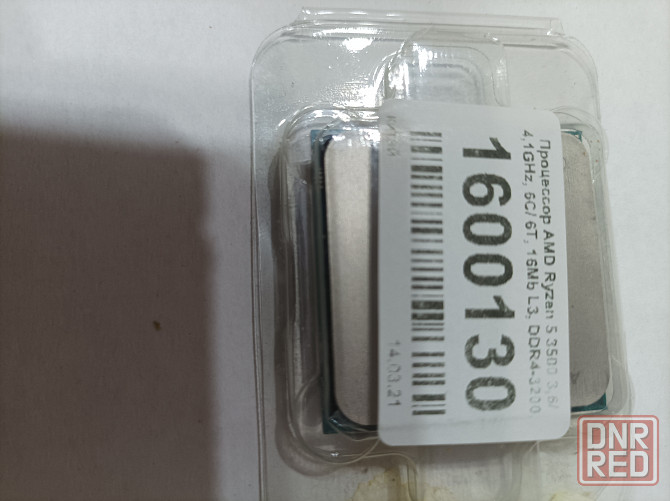 Процессор AMD Ryzen 5 3500 3,6/
4,1GHz, 6C/ 6T, 16Mb L3, DDR4-3200
1600130
14.03.21
DNR
RED